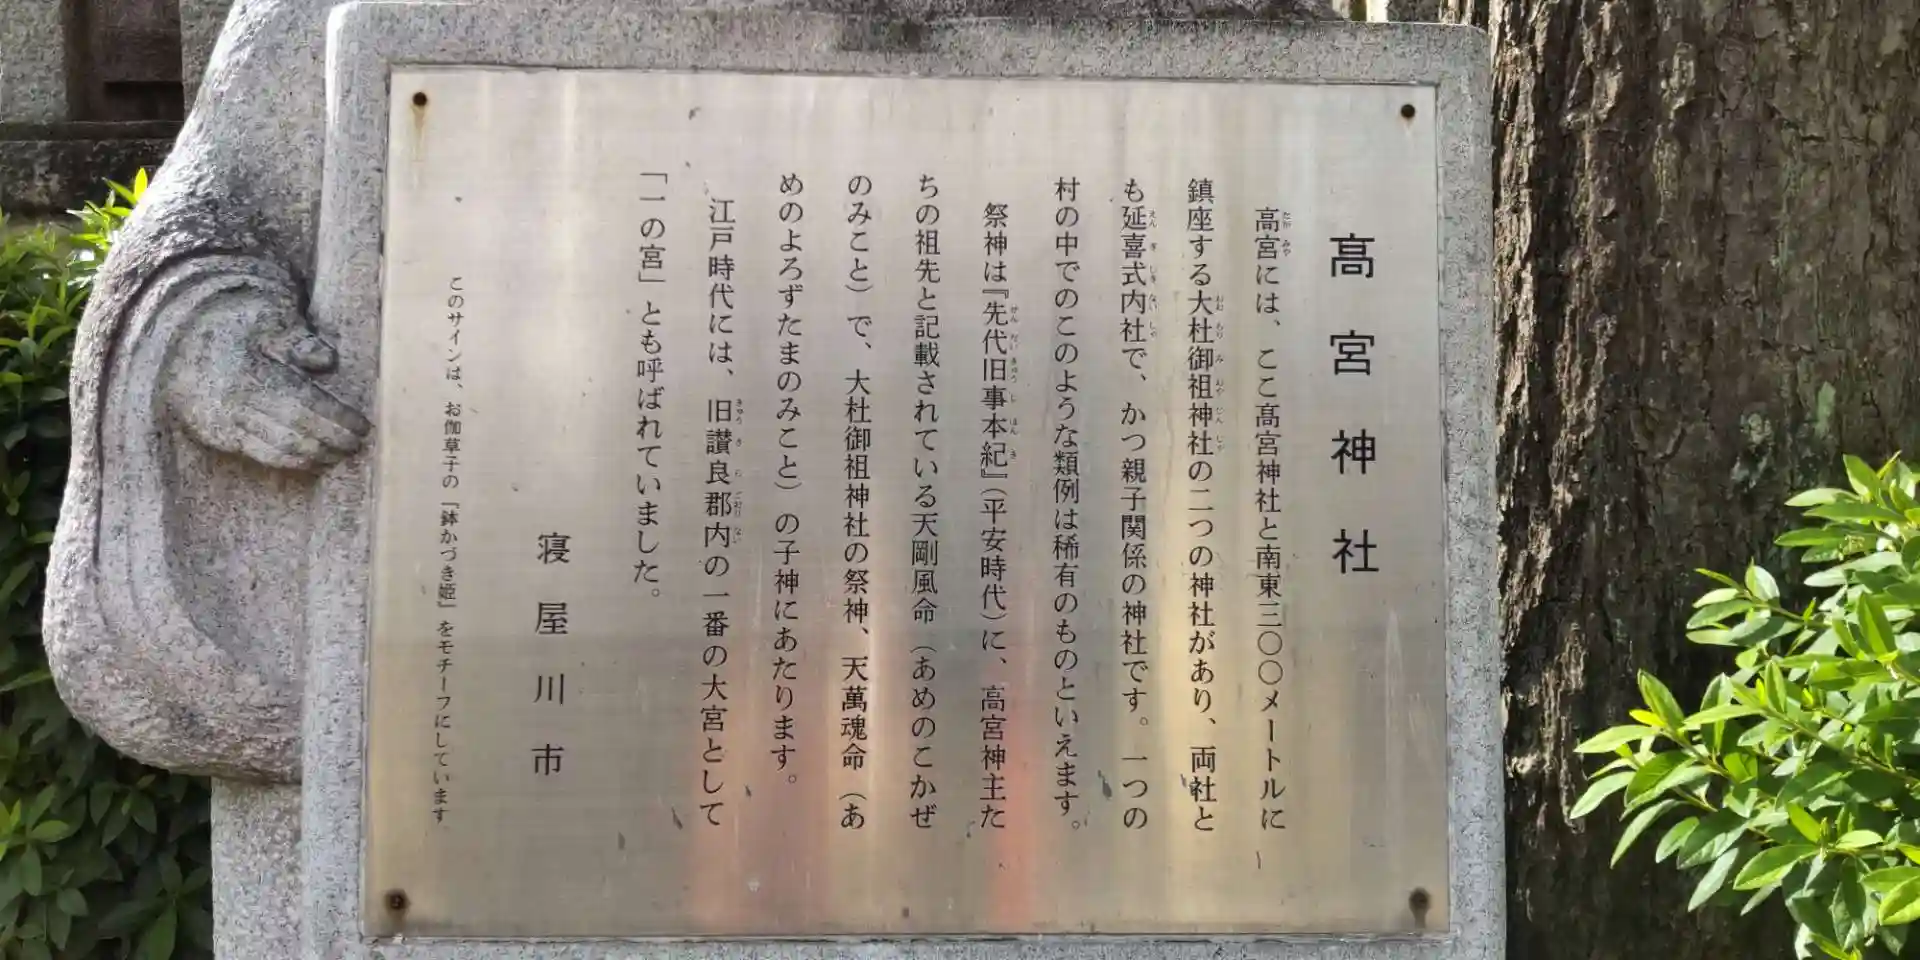 髙宮神社
高宮には、ここ髙宮神社と南東三〇〇メートルに
鎮座する大杜御祖神社の二つの神社があり、両社と
も延喜式内社で、かつ親子関係の神社です。一つの
村の中でのこのような類例は稀有のものといえます。
祭神は『先代旧事本紀』(平安時代)に、高宮神主た
ちの祖先と記載されている天剛風命(あめのこかぜ
のみこと)で、大杜御祖神社の祭神、天萬魂命(あ
めのよろずたまのみこと)の子神にあたります。
江戸時代には、旧讃良郡内の一番の大宮として
「一の宮」とも呼ばれていました。
寝屋川市
このサインは、お伽草子の『鉢かづき姫』をモチーフにしています